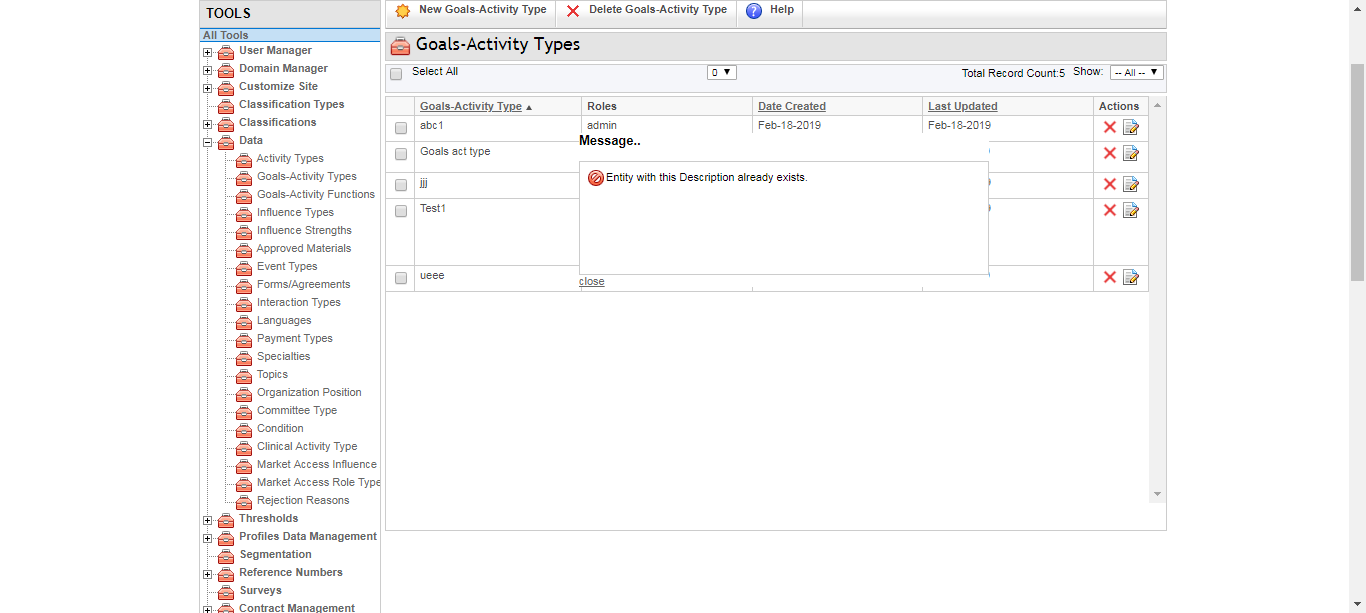 TOOLS
All Tools
User Manager
Domain Manager
Customize Site
Classification Types
Classifications
Data
Activity Types
Goals-Activity Types
Goals-Activity Functions
Influence Types
Influence Strengths
Approved Materials
Event Types
Forms/Agreements
Interaction Types
Languages
Payment Types
Specialties
Topics
Organization Position
Committee Type
Condition
Clinical Activity Type
Market Access Influence
Market Access Role Type
Rejection Reasons
Thresholds
Profiles Data Management
Segmentation
Reference Numbers
Surveys
Contract Management
New Goals-Activity Type Delete Goals-Activity Type ? Help
Goals-Activity Types
Select All 0 Total Record Count:5 Show: -- All --
Goals-Activity Type Roles Date Created Last Updated Actions
abc1 admin Feb-18-2019 Feb-18-2019
Goals act type
jjj
Test1
ueee
Message..
Entity with this Description already exists.
close